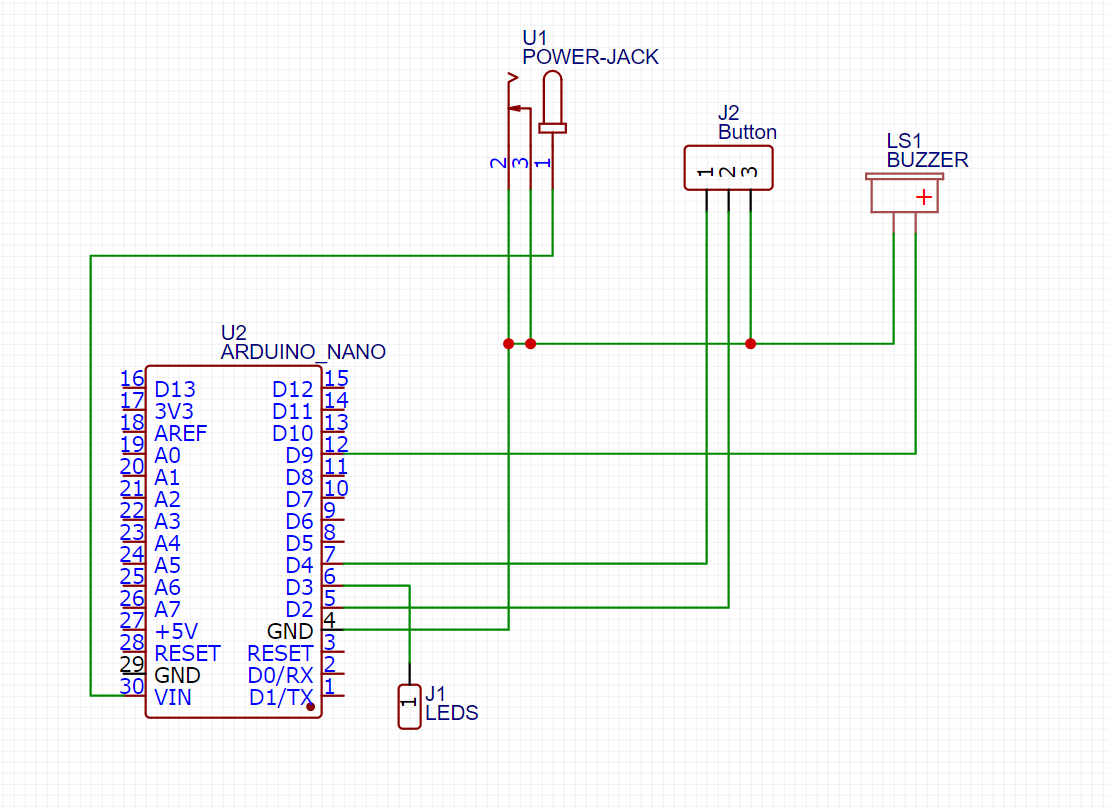 U1
POWER-JACK
2 3 1
J2
Button
1 2 3
LS1
BUZZER
+
U2
ARDUINO_NANO
16 D13 D12 15
17 3V3 D11 14
18 AREF D10 13
19 A0 D9 12
20 A1 D8 11
21 A2 D7 10
22 A3 D6 9
23 A4 D5 8
24 A5 D4 7
25 A6 D3 6
26 A7 D2 5
27 +5V GND 4
28 RESET RESET 3
29 GND D0/RX 2
30 VIN D1/TX 1
1
J1
LEDS